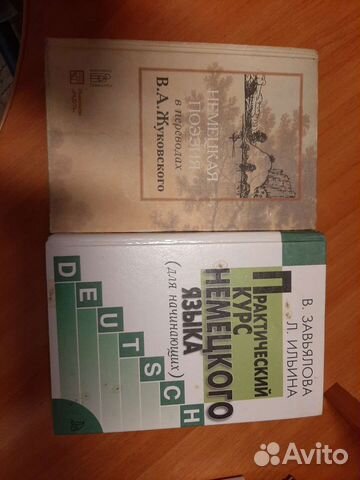 НЕМЕЦКАЯ
ПОЭЗИЯ
в переводах
В.А.Жуковского
В. ЗАВЬЯЛОВА
Л. ИЛЬИНА
ПРАКТИЧЕСКИЙ
КУРС
НЕМЕЦКОГО
ЯЗЫКА
(для начинающих)
DEUTSCH
Avito